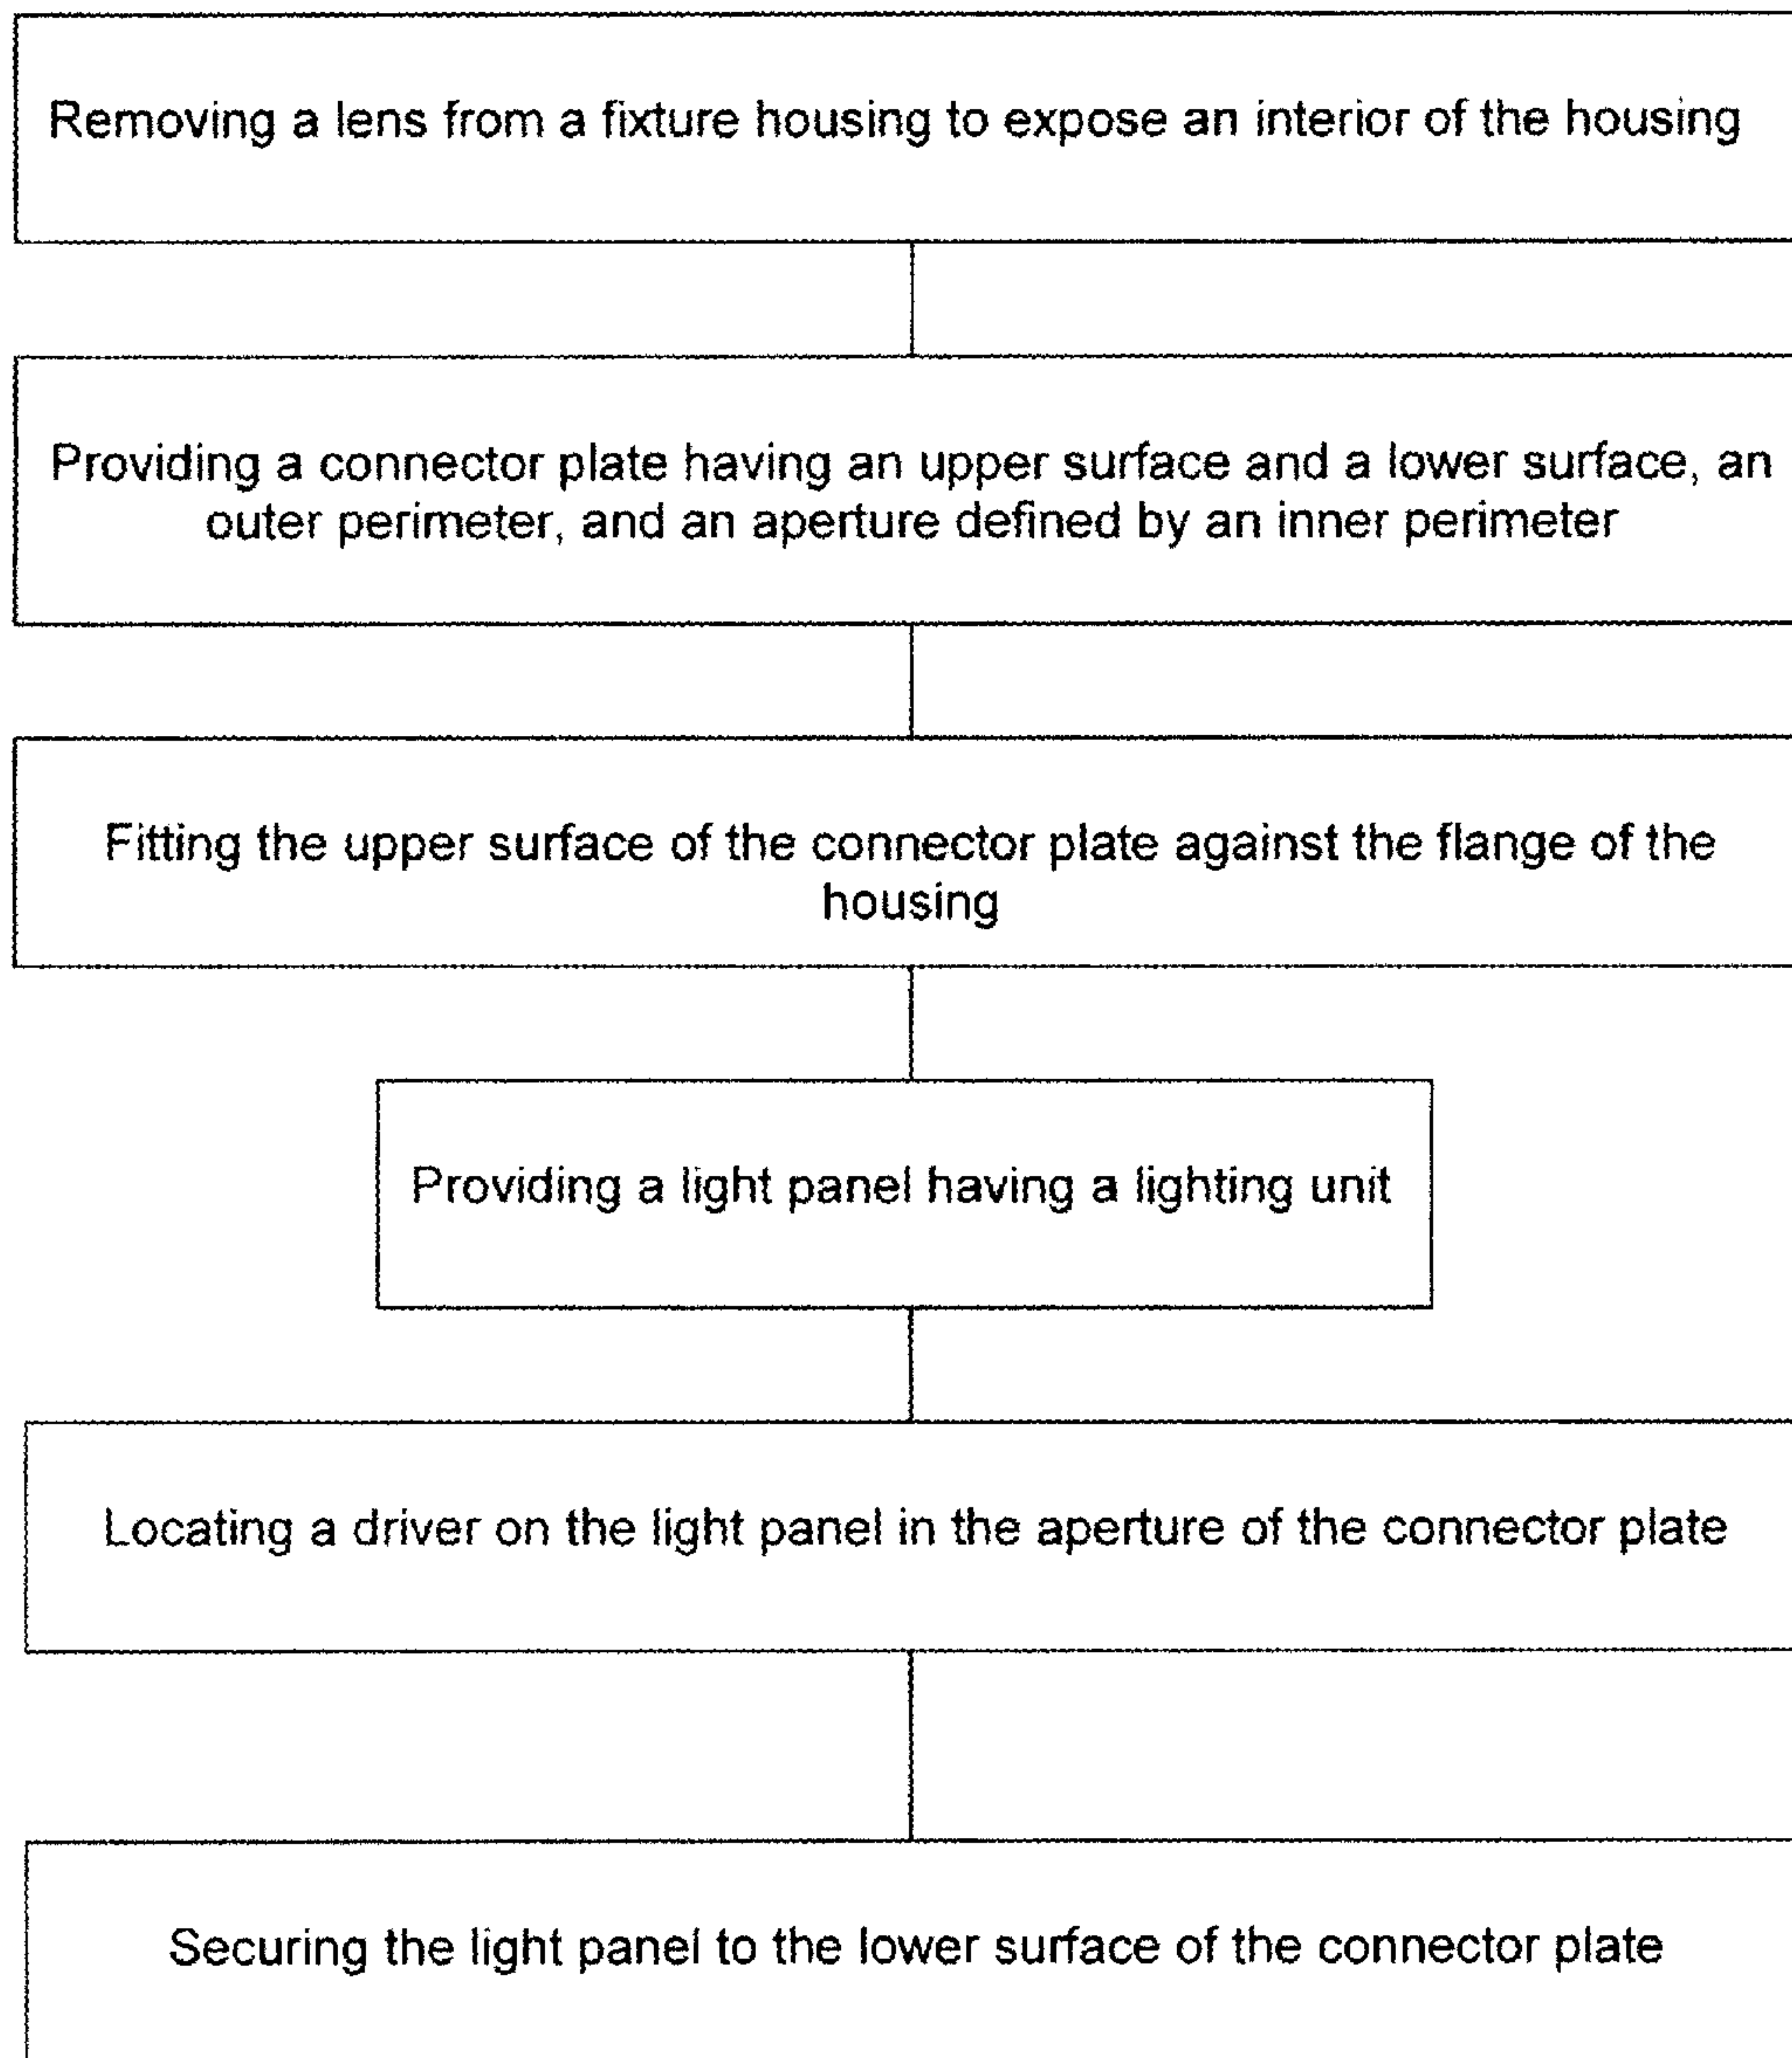 Removing a lens from a fixture housing to expose an interior of the housing
Providing a connector plate having an upper surface and a lower surface, an
outer perimeter, and an aperture defined by an inner perimeter
Fitting the upper surface of the connector plate against the flange of the
housing
Providing a light panel having a lighting unit
Locating a driver on the light panel in the aperture of the connector plate
Securing the light panel to the lower surface of the connector plate